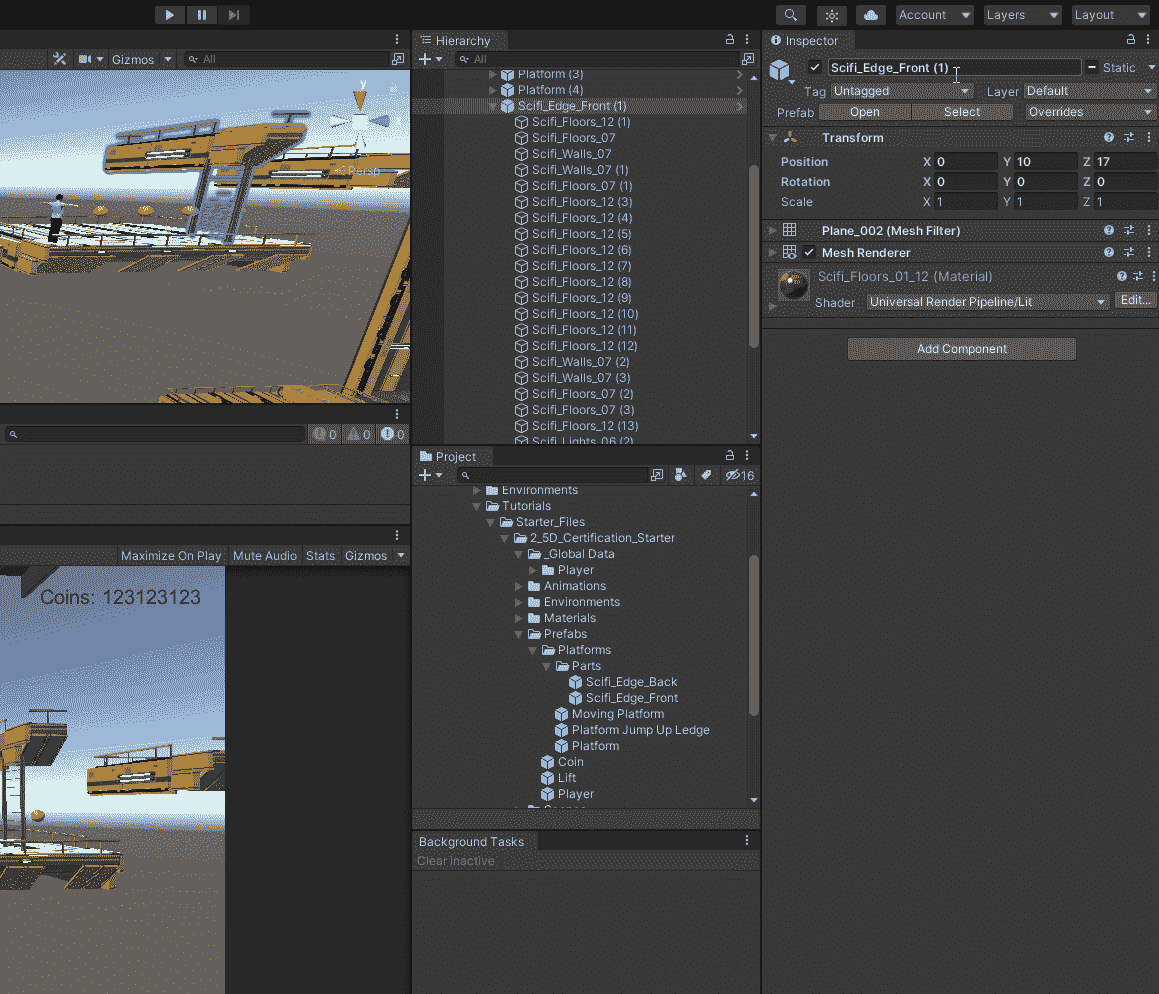 Account
Layers
Layout
Gizmos
All
y
Persp
Hierarchy
All
Platform (3)
Platform (4)
Scifi_Edge_Front (1)
Scifi_Floors_12 (1)
Scifi_Floors_07
Scifi_Walls_07
Scifi_Walls_07 (1)
Scifi_Floors_07 (1)
Scifi_Floors_12 (3)
Scifi_Floors_12 (4)
Scifi_Floors_12 (5)
Scifi_Floors_12 (6)
Scifi_Floors_12 (7)
Scifi_Floors_12 (8)
Scifi_Floors_12 (9)
Scifi_Floors_12 (10)
Scifi_Floors_12 (11)
Scifi_Floors_12 (12)
Scifi_Walls_07 (2)
Scifi_Walls_07 (3)
Scifi_Floors_07 (2)
Scifi_Floors_07 (3)
Scifi_Floors_12 (13)
Scifi_Lights_06 (2)
Inspector
Scifi_Edge_Front (1)
Static
Tag Untagged Layer Default
Prefab Open Select Overrides
Transform
Position X 0 Y 10 Z 17
Rotation X 0 Y 0 Z 0
Scale X 1 Y 1 Z 1
Plane_002 (Mesh Filter)
Mesh Renderer
Scifi_Floors_01_12 (Material)
Shader Universal Render Pipeline/Lit Edit...
Add Component
0 0 0
Project
16
Environments
Tutorials
Starter_Files
2_5D_Certification_Starter
_Global Data
Player
Animations
Environments
Materials
Prefabs
Platforms
Parts
Scifi_Edge_Back
Scifi_Edge_Front
Moving Platform
Platform Jump Up Ledge
Platform
Coin
Lift
Player
Maximize On Play Mute Audio Stats Gizmos
Coins: 123123123
Background Tasks
Clear inactive